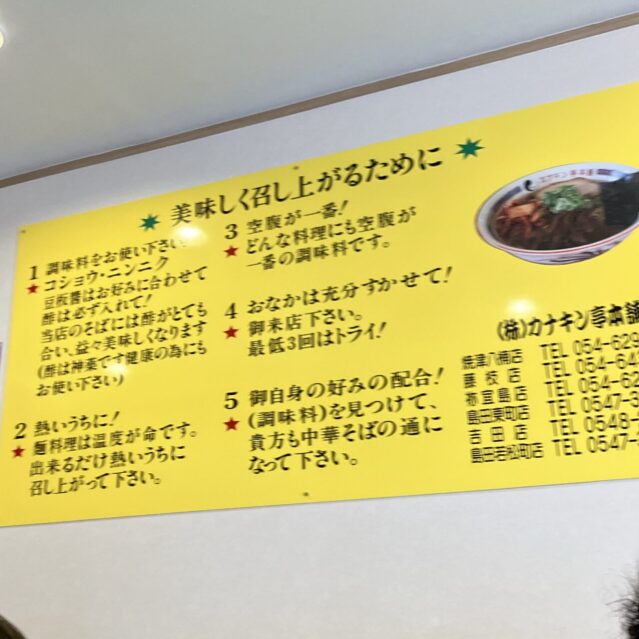 美味しく召し上がるために
1 調味料をお使い下さい。
★コショウ・ニンニク
豆板醤はお好みに合わせて
酢は必ず入れて！
当店のそばには酢がとても
合い、益々美味しくなります
(酢は神薬です健康の為にも
お使い下さい)
2 熱いうちに！
★麺料理は温度が命です。
出来るだけ熱いうちに
召し上がって下さい。
3 空腹が一番！
★どんな料理にも空腹が
一番の調味料です。
4 おなかは充分すかせて！
★御来店下さい。
最低3回はトライ！
5 御自身の好みの配合！
★(調味料)を見つけて、
貴方も中華そばの通に
なって下さい。
(株)カナキン亭本舗
焼津八楠店 TEL 054-629
藤枝店 TEL 054-64
祢宜島店 TEL 054-62
島田東町店 TEL 0547-3
吉田店 TEL 0548-
島田若松町店 TEL 0547-